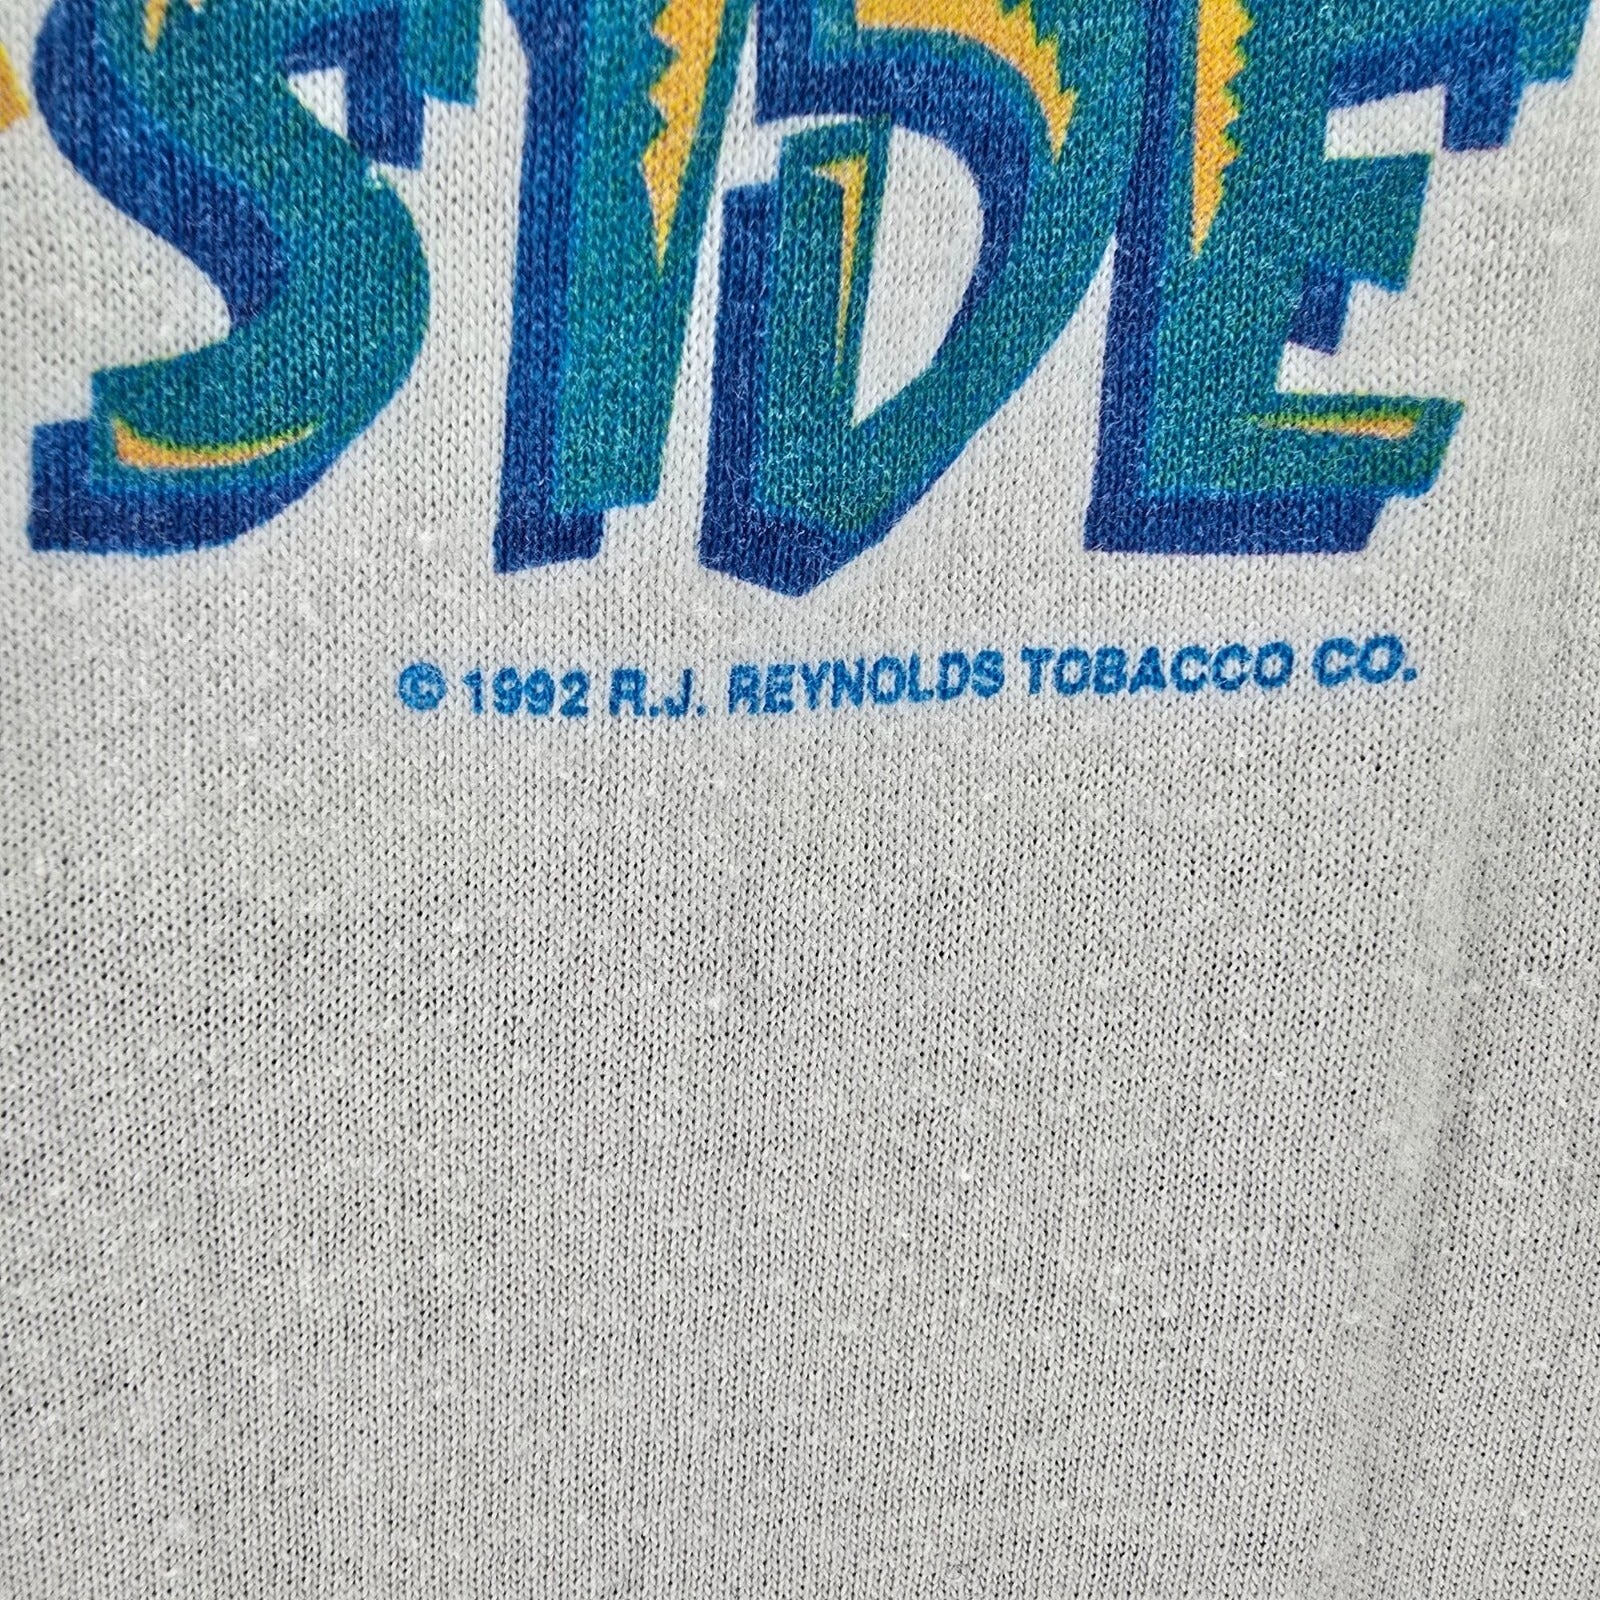 SIDE
© 1992 R.J. REYNOLDS TOBACCO CO.